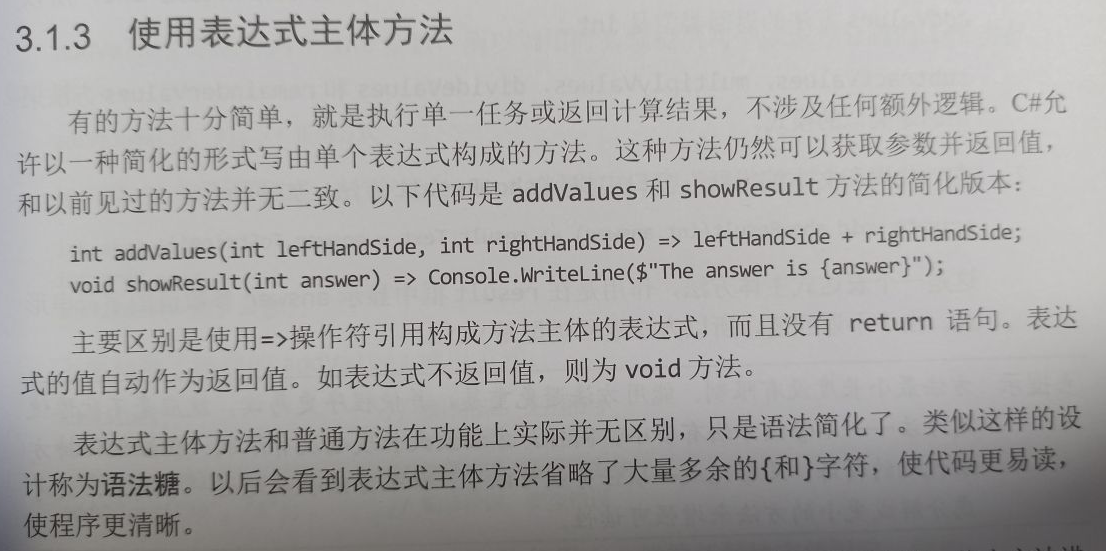 3.1.3 使用表达式主体方法
有的方法十分简单，就是执行单一任务或返回计算结果，不涉及任何额外逻辑。C#允
许以一种简化的形式写由单个表达式构成的方法。这种方法仍然可以获取参数并返回值，
和以前见过的方法并无二致。以下代码是 addValues 和 showResult 方法的简化版本：
int addValues(int leftHandSide, int rightHandSide) => leftHandSide + rightHandSide;
void showResult(int answer) => Console.WriteLine($"The answer is {answer}");
主要区别是使用=>操作符引用构成方法主体的表达式，而且没有 return 语句。表达
式的值自动作为返回值。如表达式不返回值，则为 void 方法。
表达式主体方法和普通方法在功能上实际并无区别，只是语法简化了。类似这样的设
计称为语法糖。以后会看到表达式主体方法省略了大量多余的{和}字符，使代码更易读，
使程序更清晰。